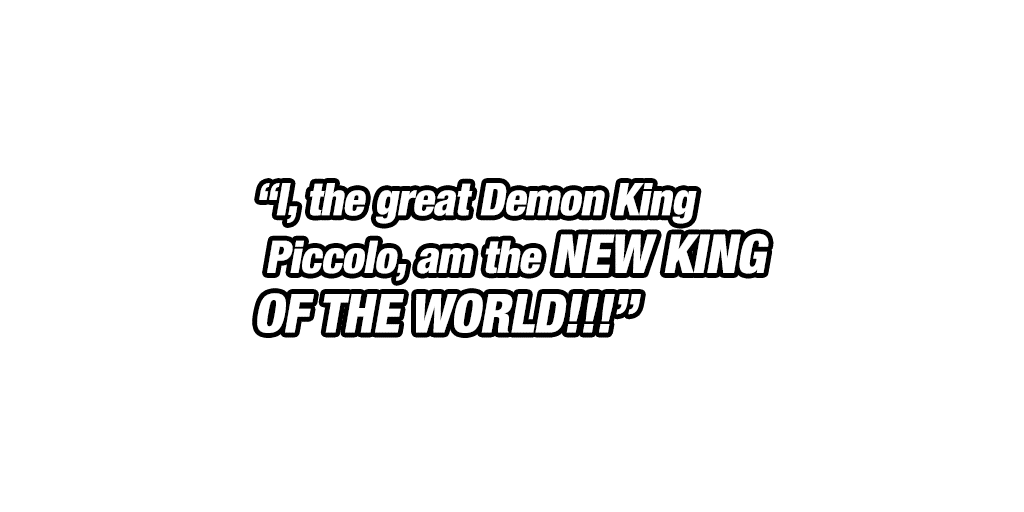 “I, the great Demon King
Piccolo, am the NEW KING
OF THE WORLD!!!”